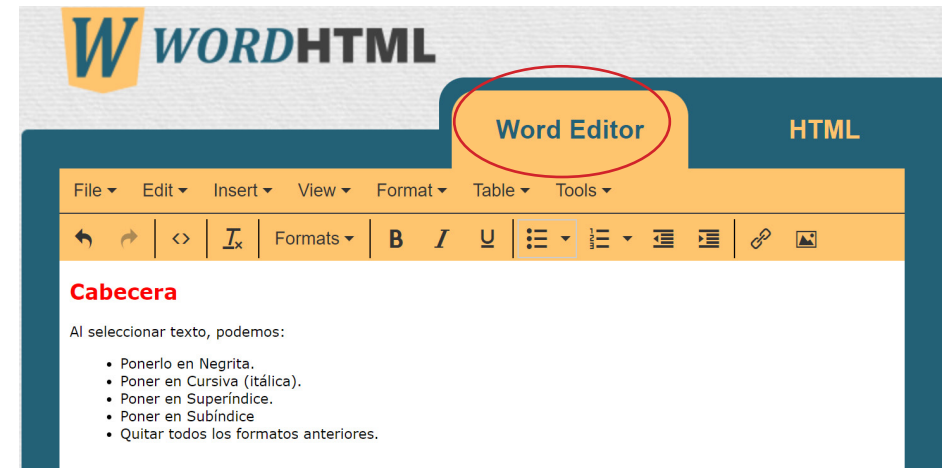 W WORDHTML
Word Editor HTML
File Edit Insert View Format Table Tools
Formats B I U
Cabecera
Al seleccionar texto, podemos:
• Ponerlo en Negrita.
• Poner en Cursiva (itálica).
• Poner en Superíndice.
• Poner en Subíndice
• Quitar todos los formatos anteriores.